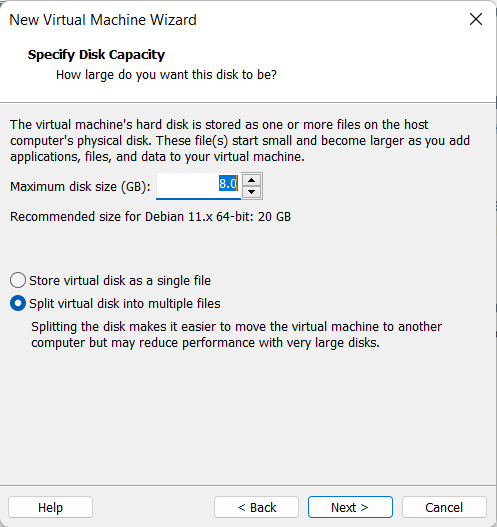 New Virtual Machine Wizard
Specify Disk Capacity
How large do you want this disk to be?
The virtual machine's hard disk is stored as one or more files on the host
computer's physical disk. These file(s) start small and become larger as you add
applications, files, and data to your virtual machine.
Maximum disk size (GB): 8.0
Recommended size for Debian 11.x 64-bit: 20 GB
Store virtual disk as a single file
Split virtual disk into multiple files
Splitting the disk makes it easier to move the virtual machine to another
computer but may reduce performance with very large disks.
Help < Back Next > Cancel